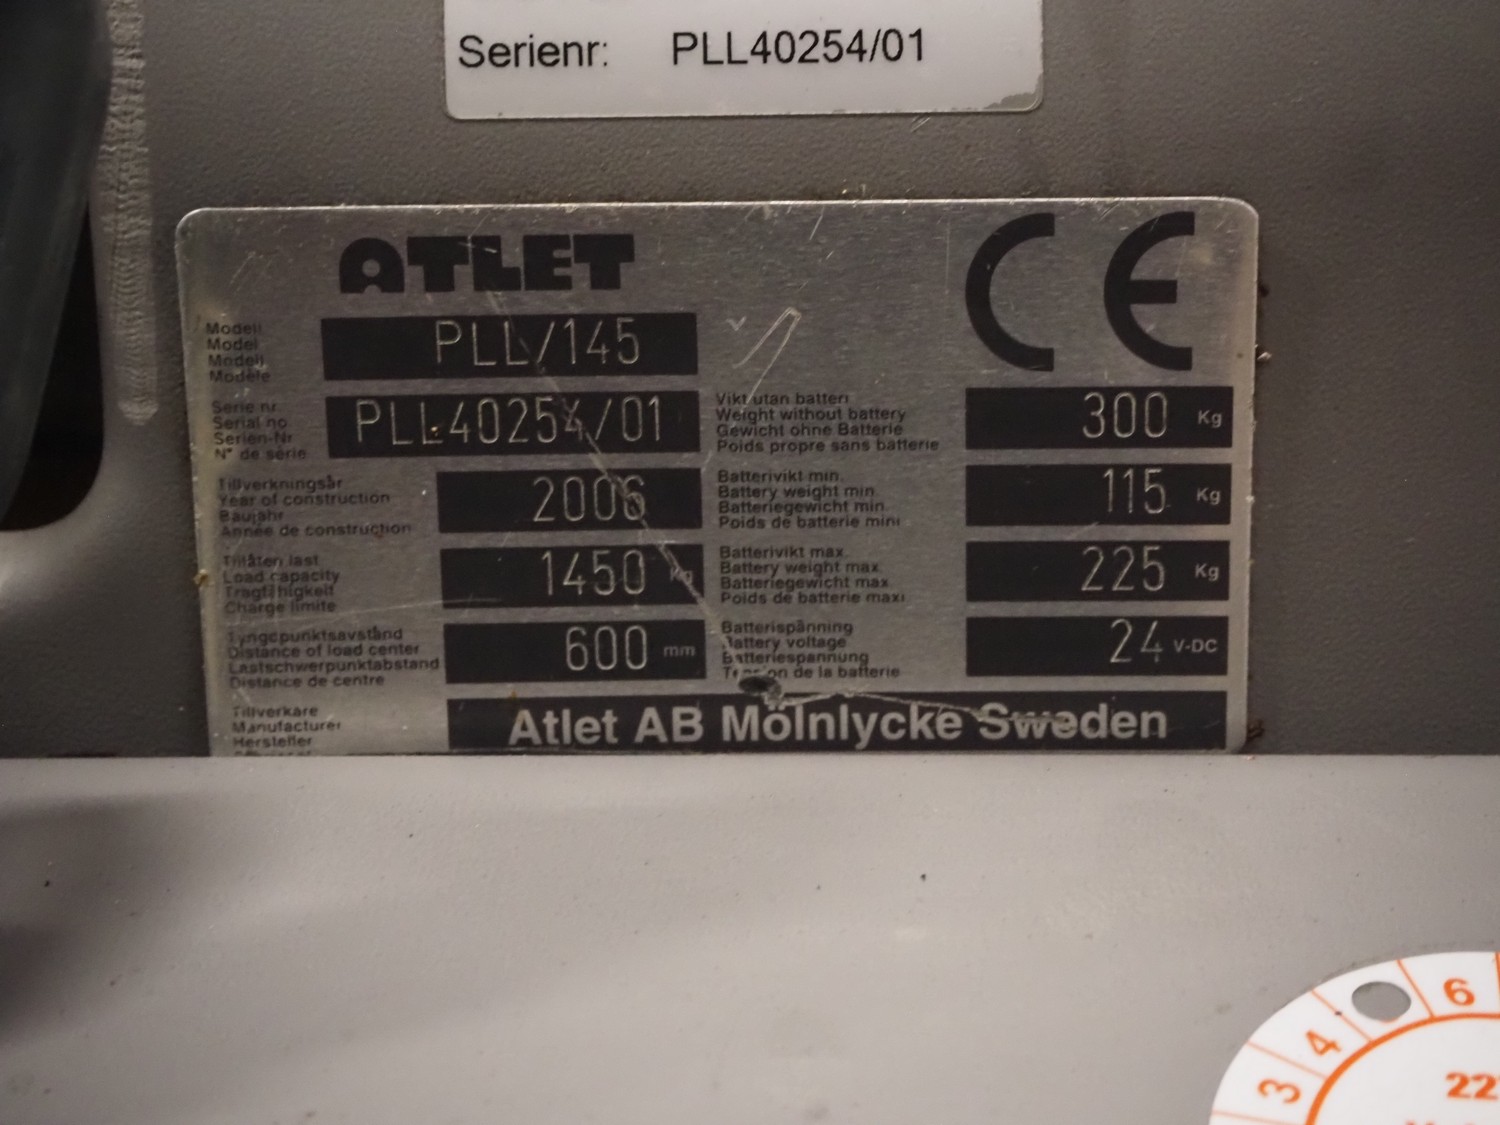 Serienr: PLL40254/01
ATLET
CE
Modell
Model
Modell
Modèle
PLL/145
Serie nr.
Serial no
Serien-Nr
N° de série
PLL40254/01
Tillverkningsår
Year of construction
Baujahr
Année de construction
2006
Tillåten last
Load capacity
Tragfähigkeit
Charge limite
1450 Kg
Tyngdpunktsavstånd
Distance of load center
Lastschwerpunktabstand
Distance de centre
600 mm
Vikt utan batteri
Weight without battery
Gewicht ohne Batterie
Poids propre sans batterie
300 Kg
Batterivikt min.
Battery weight min.
Batteriegewicht min.
Poids de batterie mini
115 Kg
Batterivikt max.
Battery weight max.
Batteriegewicht max.
Poids de batterie maxi
225 Kg
Batterispänning
Battery voltage
Batteriespannung
Tension de la batterie
24 V-DC
Tillverkare
Manufacturer
Hersteller
Atlet AB Mölnlycke Sweden
3 4 6
22